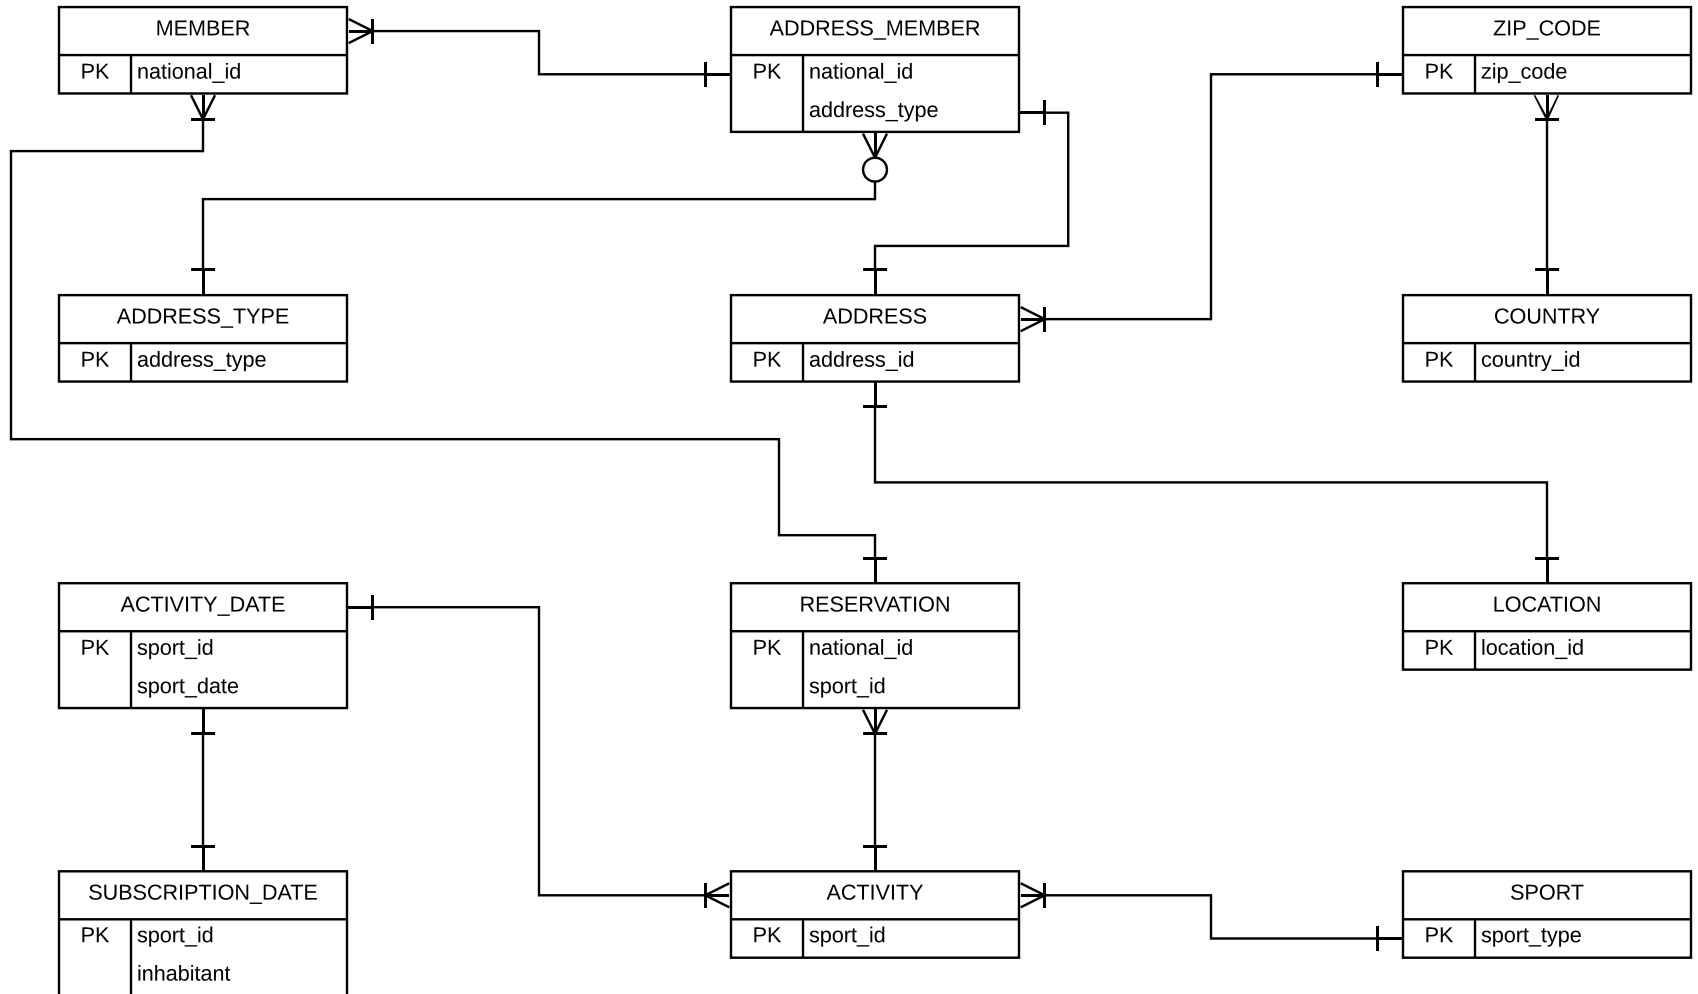 MEMBER
PK national_id
ADDRESS_MEMBER
PK national_id
address_type
ZIP_CODE
PK zip_code
ADDRESS_TYPE
PK address_type
ADDRESS
PK address_id
COUNTRY
PK country_id
ACTIVITY_DATE
PK sport_id
sport_date
RESERVATION
PK national_id
sport_id
LOCATION
PK location_id
SUBSCRIPTION_DATE
PK sport_id
inhabitant
ACTIVITY
PK sport_id
SPORT
PK sport_type